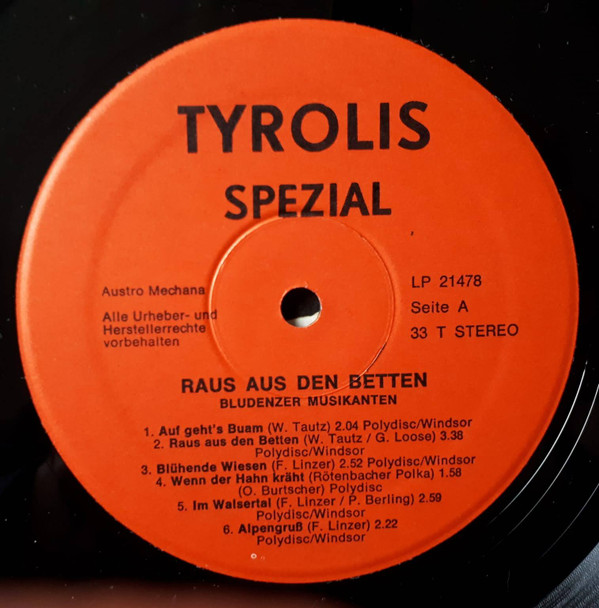 TYROLIS
SPEZIAL
Austro Mechana
Alle Urheber- und
Herstellerrechte
vorbehalten
LP 21478
Seite A
33 T STEREO
RAUS AUS DEN BETTEN
BLUDENZER MUSIKANTEN
1. Auf geht's Buam (W. Tautz) 2.04 Polydisc/Windsor
2. Raus aus den Betten (W. Tautz / G. Loose) 3.38
Polydisc/Windsor
3. Blühende Wiesen (F. Linzer) 2.52 Polydisc/Windsor
4. Wenn der Hahn kräht (Rötenbacher Polka) 1.58
(O. Burtscher) Polydisc
5. Im Walsertal (F. Linzer / P. Berling) 2.59
Polydisc/Windsor
6. Alpengruß (F. Linzer) 2.22
Polydisc/Windsor